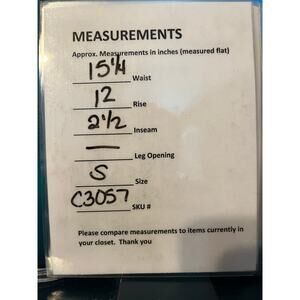 MEASUREMENTS
Approx. Measurements in inches (measured flat)
15 1/4 Waist
12 Rise
2 1/2 Inseam
— Leg Opening
S Size
C3057 SKU #
Please compare measurements to items currently in
your closet. Thank you